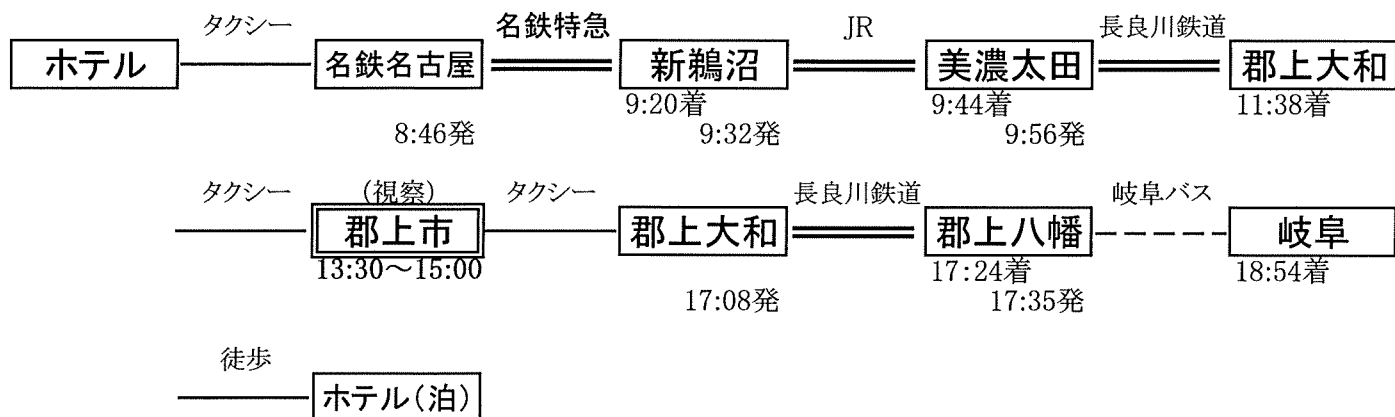 タクシー 名鉄特急 JR 長良川鉄道
ホテル 名鉄名古屋 新鵜沼 美濃太田 郡上大和
9:20着 9:44着 11:38着
8:46発 9:32発 9:56発
タクシー (視察) タクシー 長良川鉄道 岐阜バス
郡上市 郡上大和 郡上八幡 岐阜
13:30～15:00 17:24着 18:54着
17:08発 17:35発
徒歩
ホテル(泊)